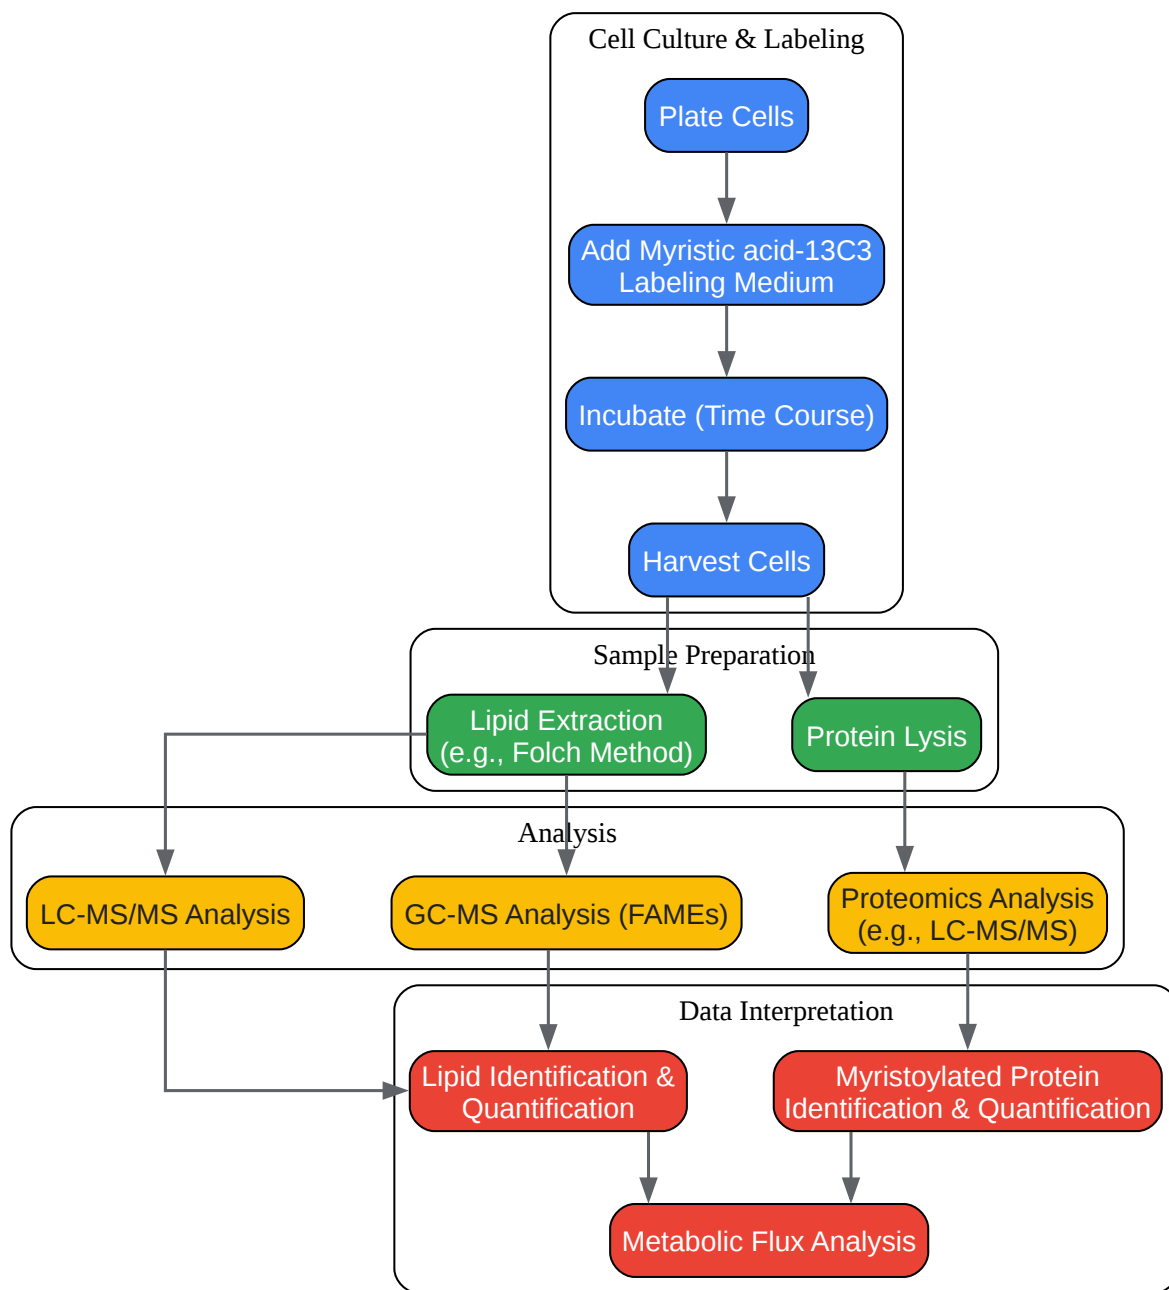 Cell Culture & Labeling
Plate Cells
Add Myristic acid-13C3
Labeling Medium
Incubate (Time Course)
Harvest Cells
Sample Preparation
Lipid Extraction
(e.g., Folch Method)
Protein Lysis
Analysis
LC-MS/MS Analysis
GC-MS Analysis (FAMEs)
Proteomics Analysis
(e.g., LC-MS/MS)
Data Interpretation
Lipid Identification &
Quantification
Myristoylated Protein
Identification & Quantification
Metabolic Flux Analysis